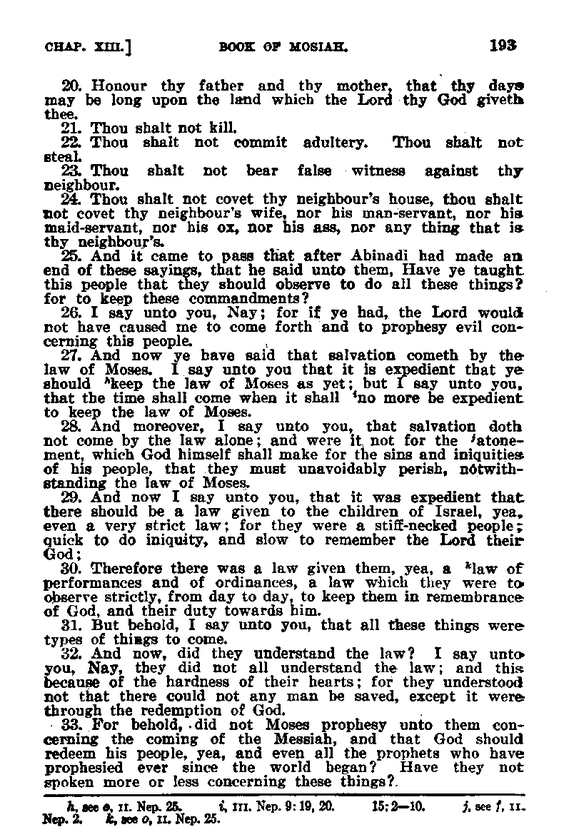 CHAP. XIII.] BOOK OF MOSIAH. 193
20. Honour thy father and thy mother, that thy days
may be long upon the land which the Lord thy God giveth
thee.
21. Thou shalt not kill.
22. Thou shalt not commit adultery. Thou shalt not
steal.
23. Thou shalt not bear false witness against thy
neighbour.
24. Thou shalt not covet thy neighbour's house, thou shalt
not covet thy neighbour's wife, nor his man-servant, nor his
maid-servant, nor his ox, nor his ass, nor any thing that is
thy neighbour's.
25. And it came to pass that after Abinadi had made an
end of these sayings, that he said unto them, Have ye taught
this people that they should observe to do all these things?
for to keep these commandments?
26. I say unto you, Nay; for if ye had, the Lord would
not have caused me to come forth and to prophesy evil con-
cerning this people.
27. And now ye have said that salvation cometh by the
law of Moses. I say unto you that it is expedient that ye
should ʰkeep the law of Moses as yet; but I say unto you,
that the time shall come when it shall ⁱno more be expedient
to keep the law of Moses.
28. And moreover, I say unto you, that salvation doth
not come by the law alone; and were it not for the ʲatone-
ment, which God himself shall make for the sins and iniquities
of his people, that they must unavoidably perish, notwith-
standing the law of Moses.
29. And now I say unto you, that it was expedient that
there should be a law given to the children of Israel, yea,
even a very strict law; for they were a stiff-necked people;
quick to do iniquity, and slow to remember the Lord their
God;
30. Therefore there was a law given them, yea, a ᵏlaw of
performances and of ordinances, a law which they were to
observe strictly, from day to day, to keep them in remembrance
of God, and their duty towards him.
31. But behold, I say unto you, that all these things were
types of things to come.
32. And now, did they understand the law? I say unto
you, Nay, they did not all understand the law; and this
because of the hardness of their hearts; for they understood
not that there could not any man be saved, except it were
through the redemption of God.
33. For behold, did not Moses prophesy unto them con-
cerning the coming of the Messiah, and that God should
redeem his people, yea, and even all the prophets who have
prophesied ever since the world began? Have they not
spoken more or less concerning these things?
h, see o, II. Nep. 25. i, III. Nep. 9: 19, 20. 15: 2—10. j, see f, II.
Nep. 2. k, see o, II. Nep. 25.